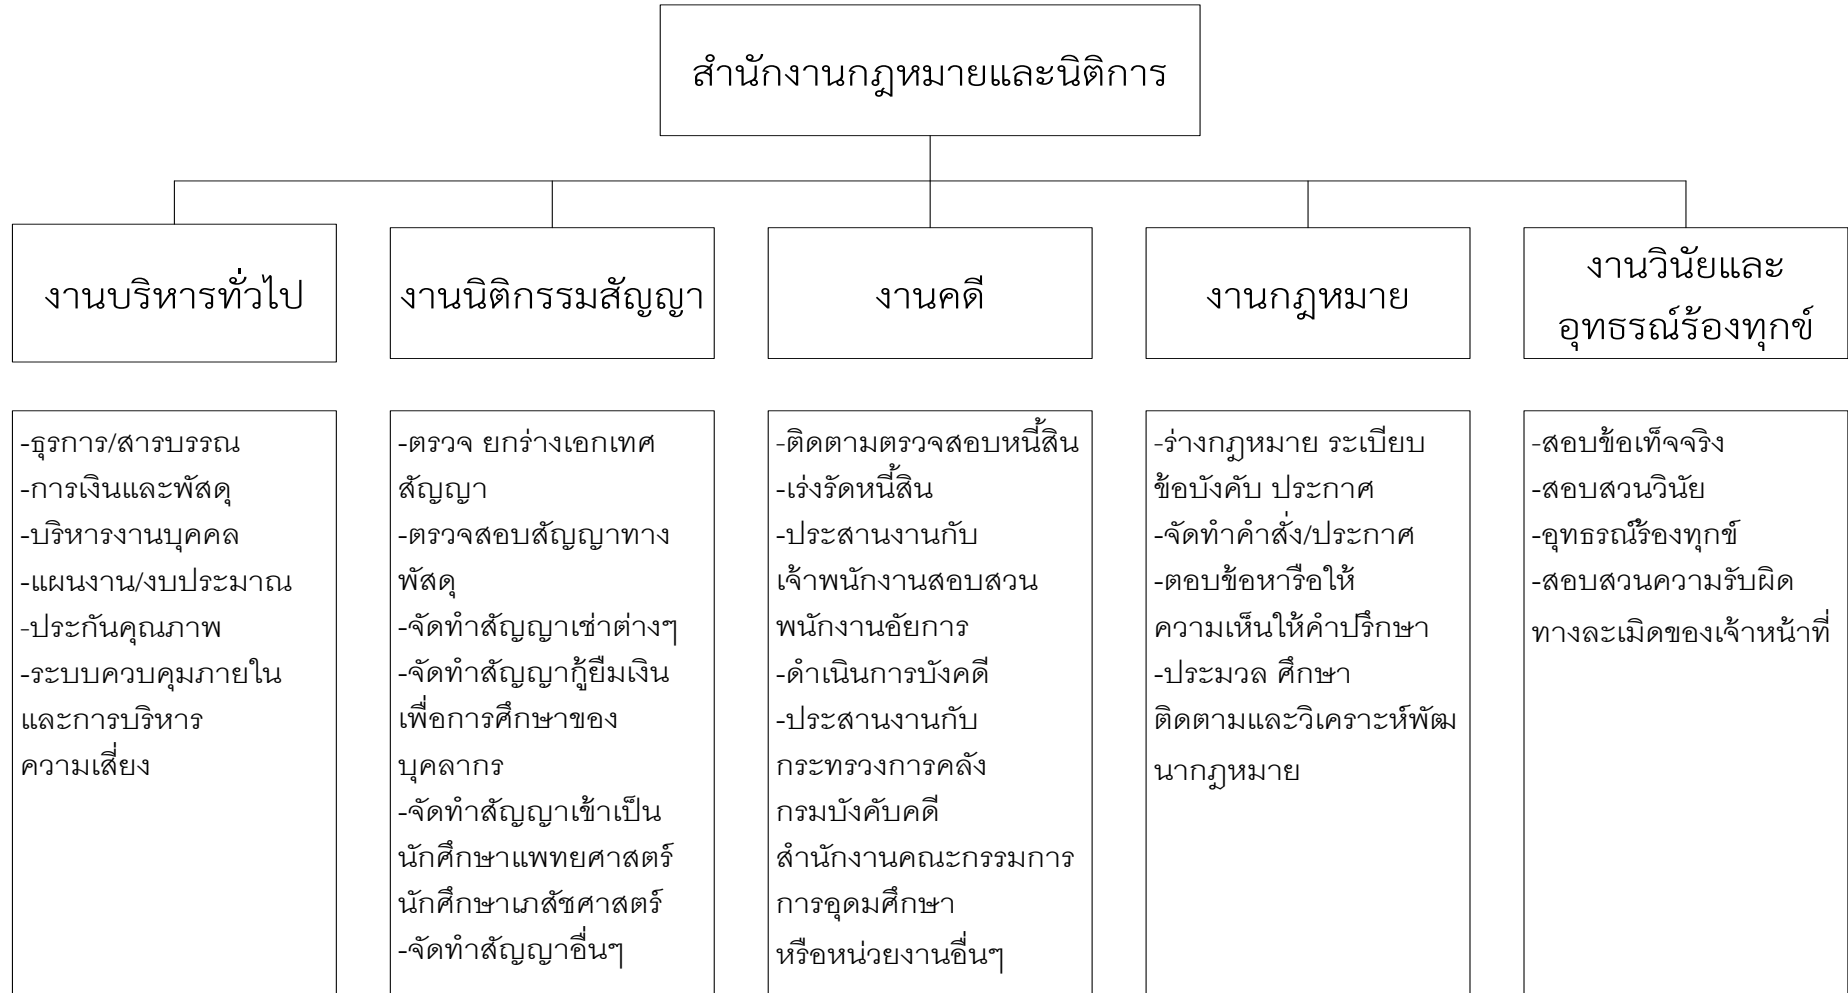 สำนักงานกฎหมายและนิติการ
งานบริหารทั่วไป
งานนิติกรรมสัญญา
งานคดี
งานกฎหมาย
งานวินัยและ
อุทธรณ์ร้องทุกข์
-ธุรการ/สารบรรณ
-การเงินและพัสดุ
-บริหารงานบุคคล
-แผนงาน/งบประมาณ
-ประกันคุณภาพ
-ระบบควบคุมภายใน
และการบริหาร
ความเสี่ยง
-ตรวจ ยกร่างเอกเทศ
สัญญา
-ตรวจสอบสัญญาทาง
พัสดุ
-จัดทำสัญญาเช่าต่างๆ
-จัดทำสัญญากู้ยืมเงิน
เพื่อการศึกษาของ
บุคลากร
-จัดทำสัญญาเข้าเป็น
นักศึกษาแพทยศาสตร์
นักศึกษาเภสัชศาสตร์
-จัดทำสัญญาอื่นๆ
-ติดตามตรวจสอบหนี้สิน
-เร่งรัดหนี้สิน
-ประสานงานกับ
เจ้าพนักงานสอบสวน
พนักงานอัยการ
-ดำเนินการบังคดี
-ประสานงานกับ
กระทรวงการคลัง
กรมบังคับคดี
สำนักงานคณะกรรมการ
การอุดมศึกษา
หรือหน่วยงานอื่นๆ
-ร่างกฎหมาย ระเบียบ
ข้อบังคับ ประกาศ
-จัดทำคำสั่ง/ประกาศ
-ตอบข้อหารือให้
ความเห็นให้คำปรึกษา
-ประมวล ศึกษา
ติดตามและวิเคราะห์พัฒ
นากฎหมาย
-สอบข้อเท็จจริง
-สอบสวนวินัย
-อุทธรณ์ร้องทุกข์
-สอบสวนความรับผิด
ทางละเมิดของเจ้าหน้าที่